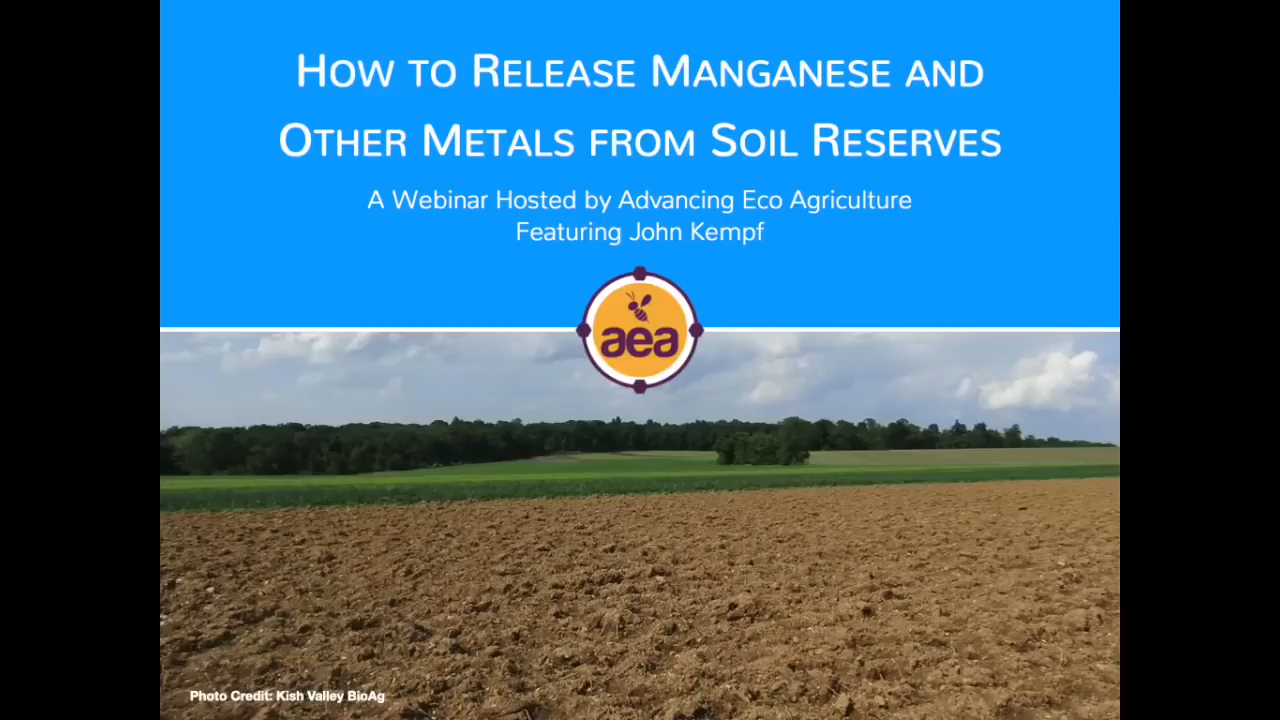 How to Release Manganese and
Other Metals from Soil Reserves
A Webinar Hosted by Advancing Eco Agriculture
Featuring John Kempf
aea
Photo Credit: Kish Valley BioAg